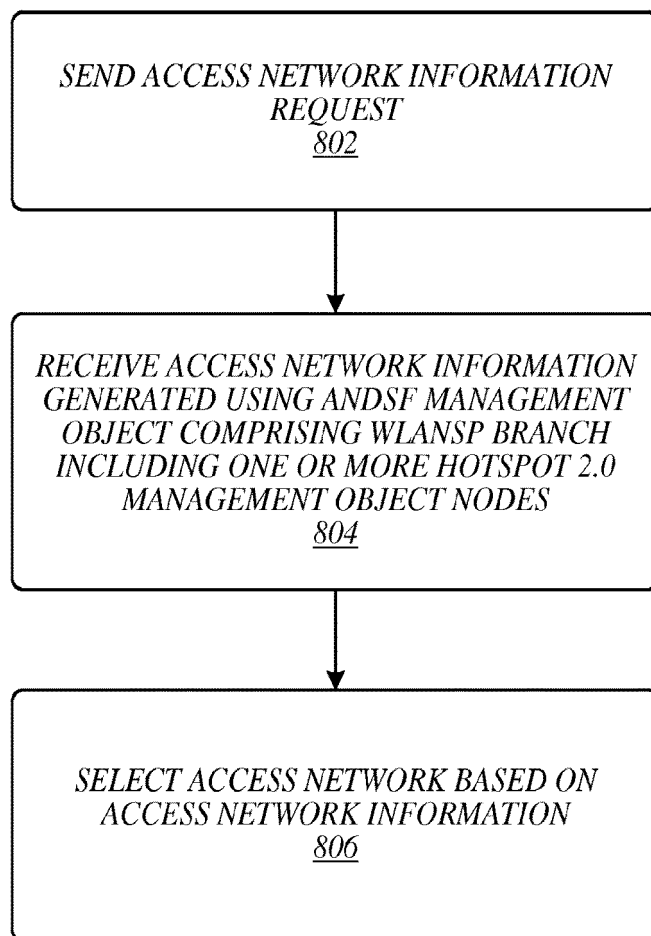 SEND ACCESS NETWORK INFORMATION
REQUEST
802
RECEIVE ACCESS NETWORK INFORMATION
GENERATED USING ANDSF MANAGEMENT
OBJECT COMPRISING WLANSP BRANCH
INCLUDING ONE OR MORE HOTSPOT 2.0
MANAGEMENT OBJECT NODES
804
SELECT ACCESS NETWORK BASED ON
ACCESS NETWORK INFORMATION
806